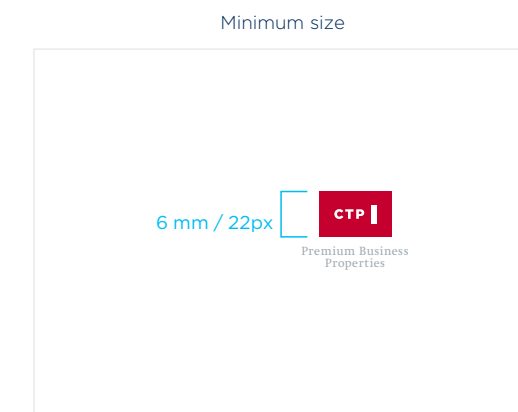 Minimum size
6 mm / 22px
CTP
Premium Business
Properties